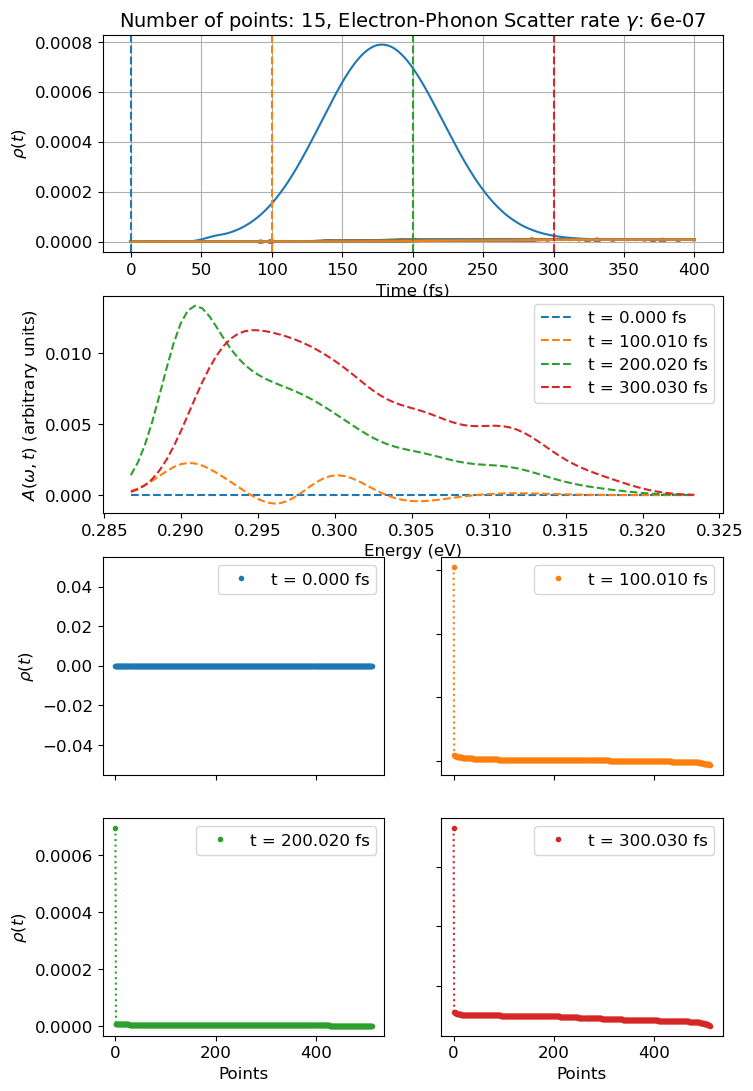 Number of points: 15, Electron-Phonon Scatter rate γ: 6e-07
0.0008
0.0006
0.0004
0.0002
0.0000
ρ(t)
0 50 100 150 200 250 300 350 400
Time (fs)
0.010
0.005
0.000
A(ω, t) (arbitrary units)
t = 0.000 fs
t = 100.010 fs
t = 200.020 fs
t = 300.030 fs
0.285 0.290 0.295 0.300 0.305 0.310 0.315 0.320 0.325
Energy (eV)
0.04
0.02
0.00
−0.02
−0.04
ρ(t)
t = 0.000 fs
t = 100.010 fs
0.0006
0.0004
0.0002
0.0000
ρ(t)
t = 200.020 fs
0 200 400
Points
t = 300.030 fs
0 200 400
Points